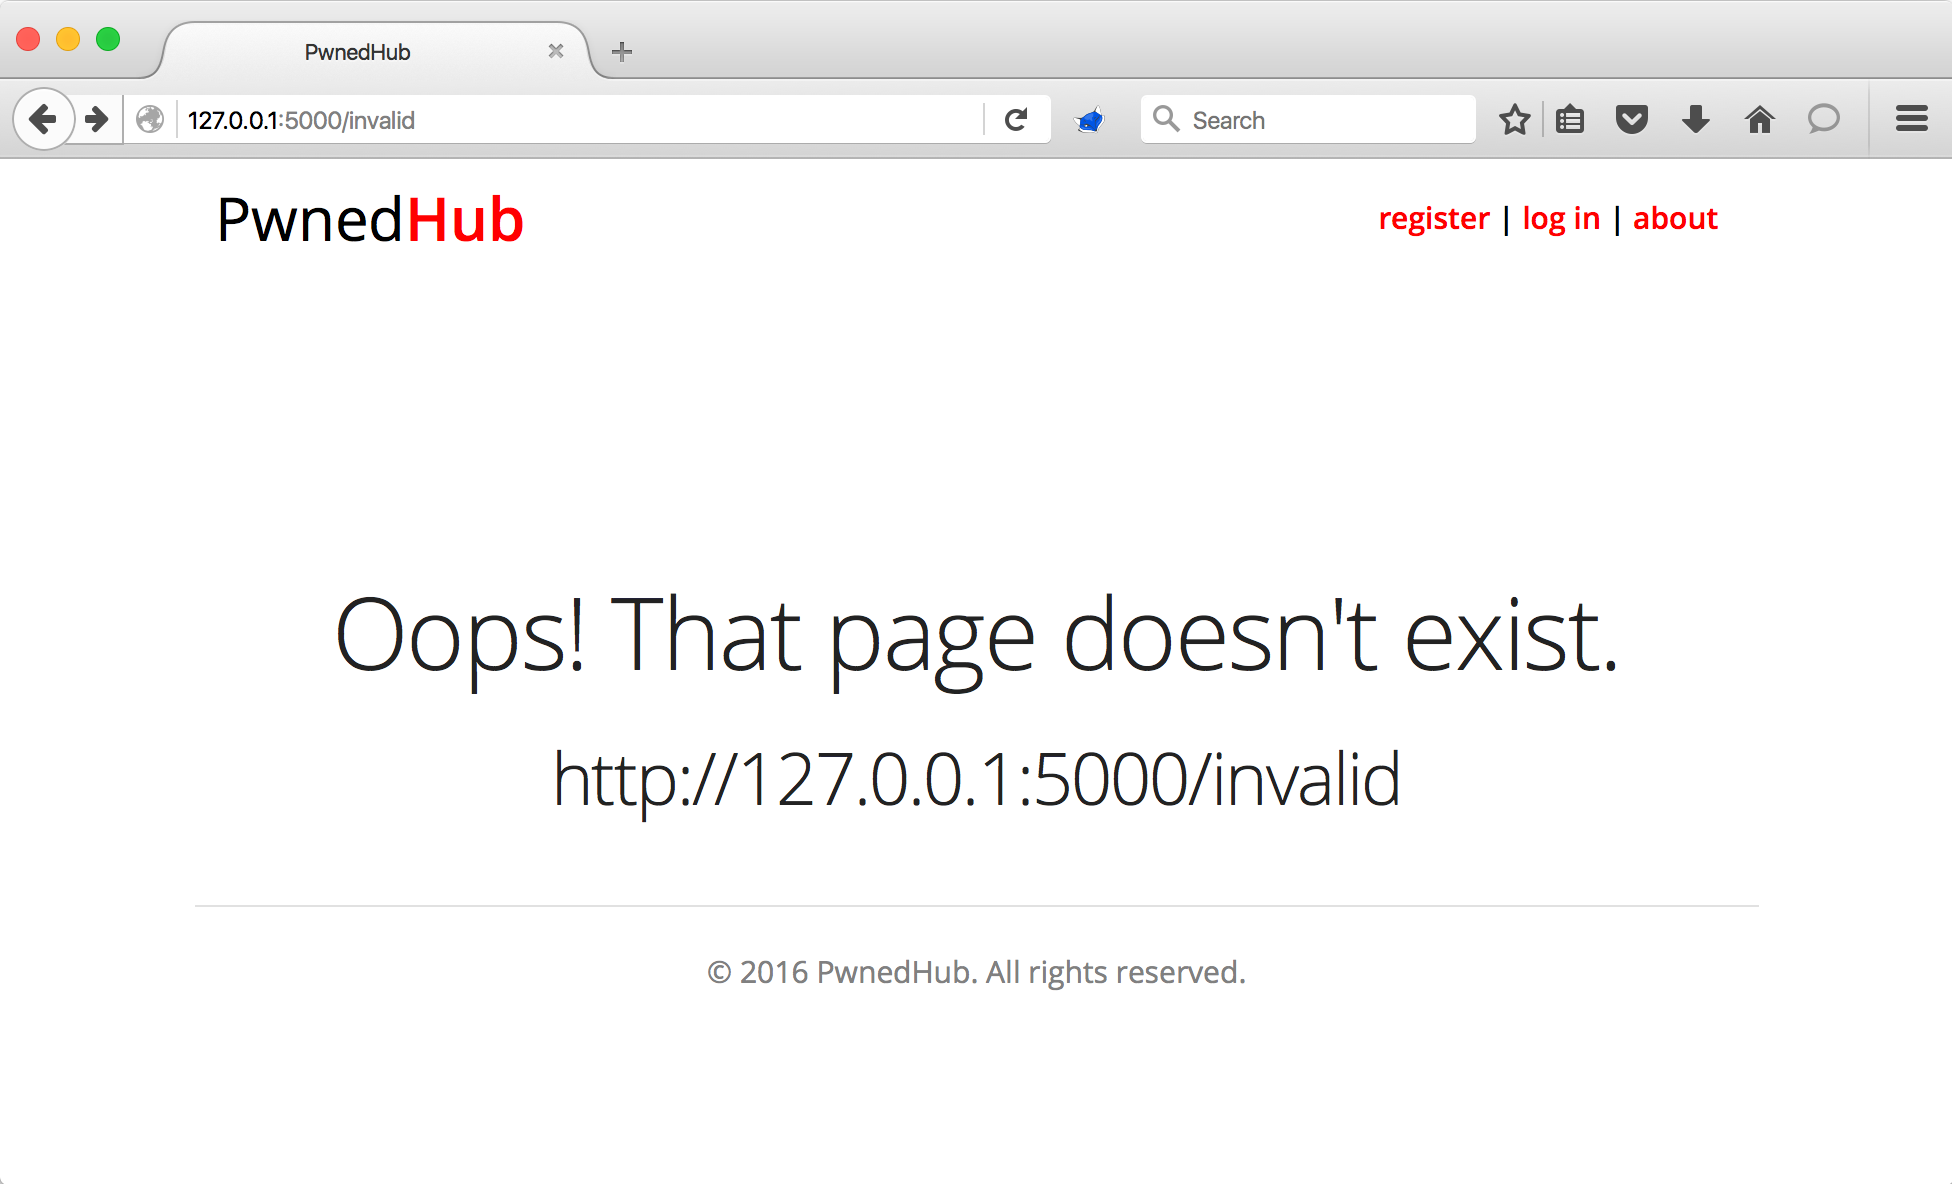 PwnedHub
127.0.0.1:5000/invalid
Search
PwnedHub
register | log in | about
Oops! That page doesn't exist.
http://127.0.0.1:5000/invalid
© 2016 PwnedHub. All rights reserved.